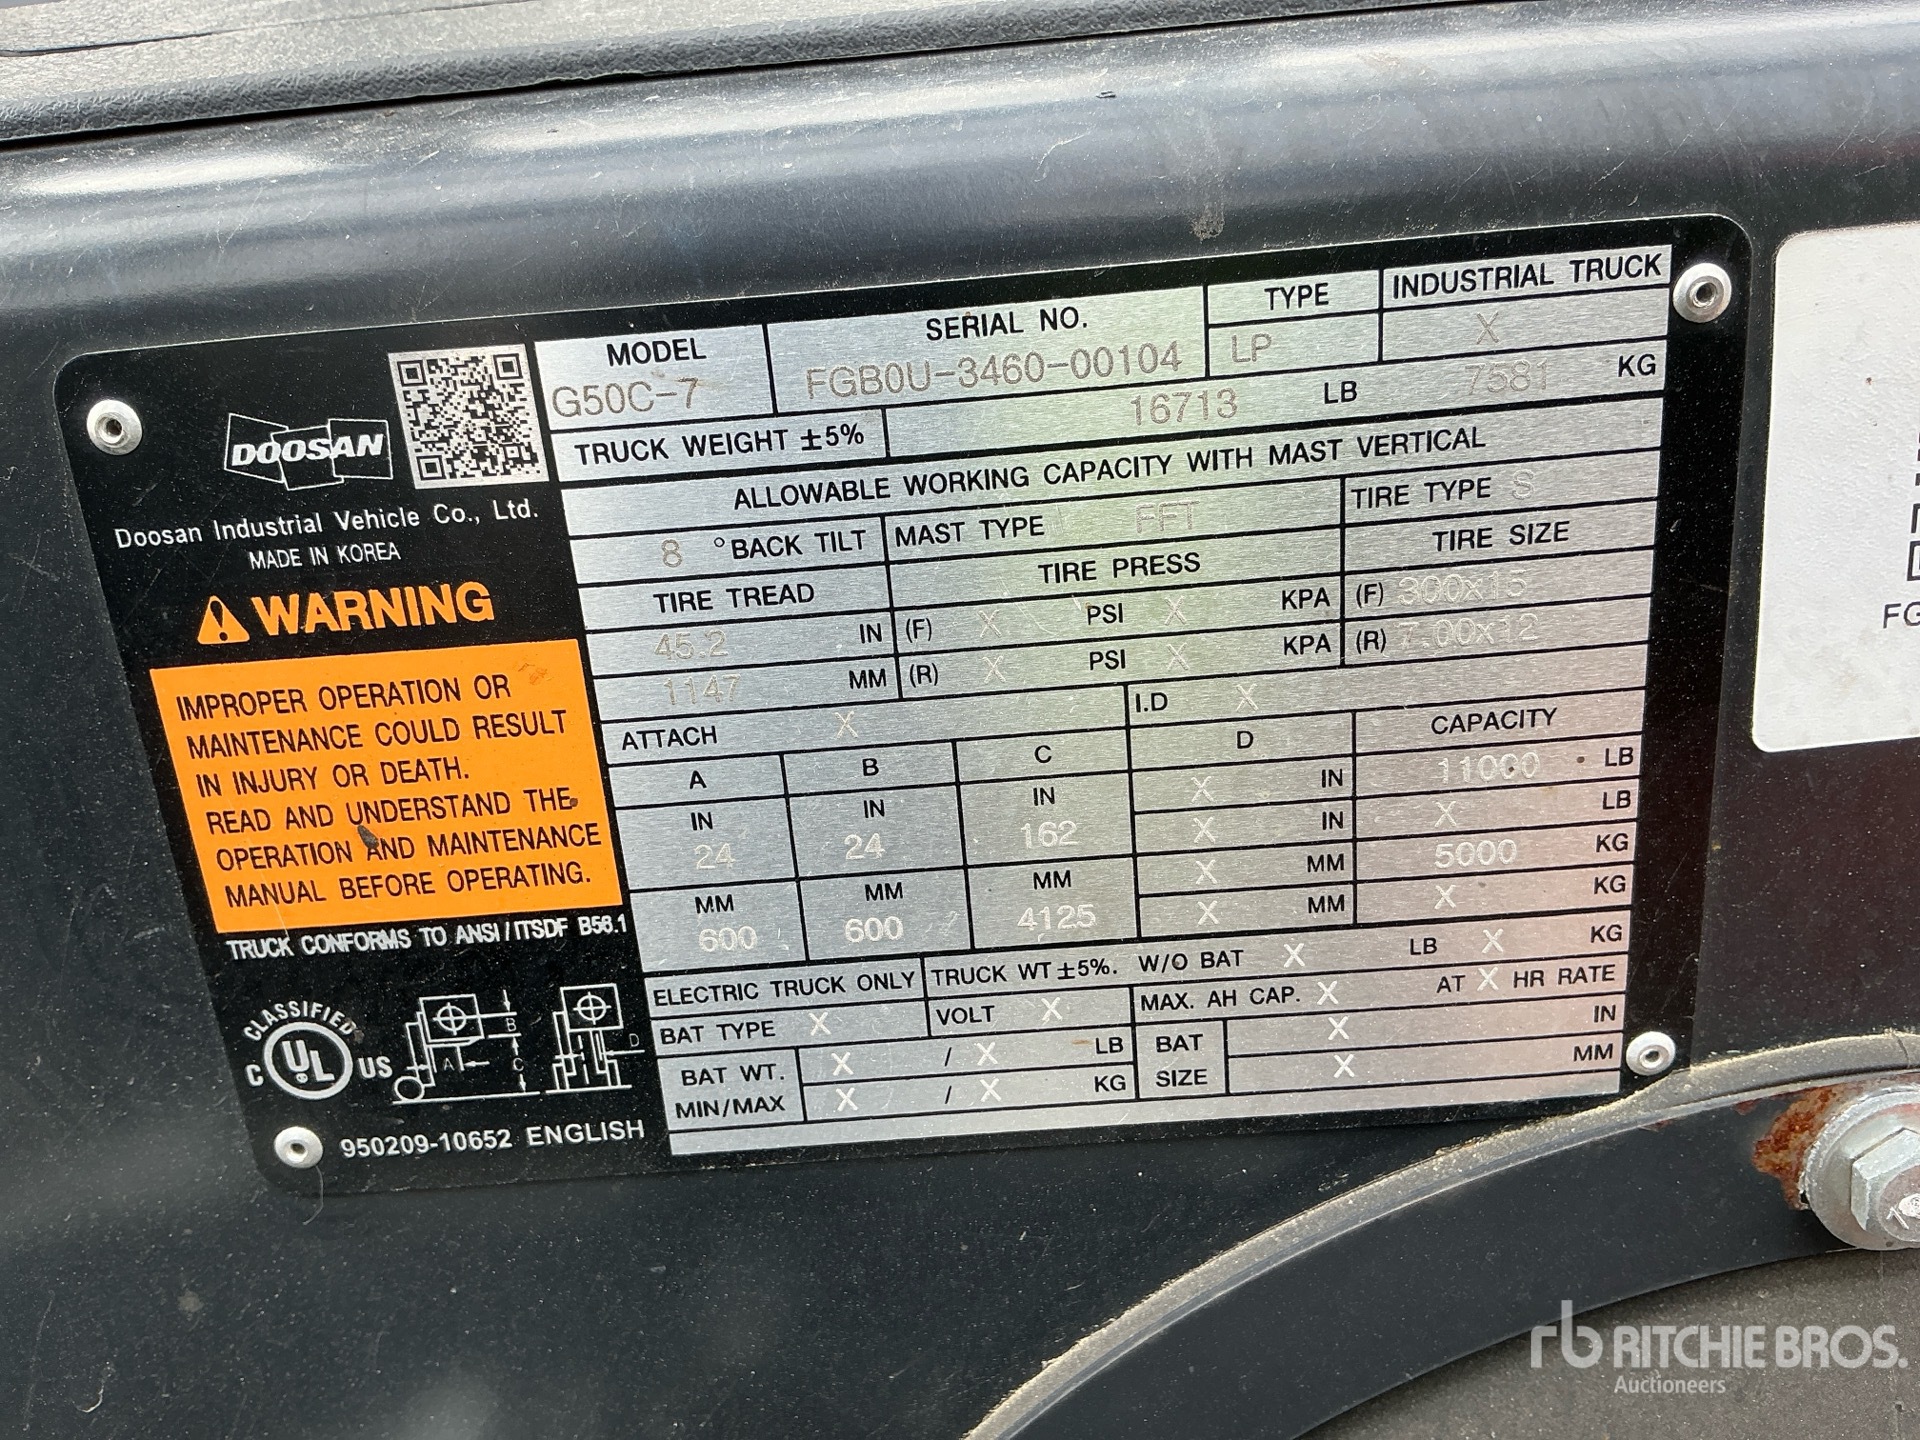 DOOSAN
Doosan Industrial Vehicle Co., Ltd.
MADE IN KOREA
WARNING
IMPROPER OPERATION OR
MAINTENANCE COULD RESULT
IN INJURY OR DEATH.
READ AND UNDERSTAND THE
OPERATION AND MAINTENANCE
MANUAL BEFORE OPERATING.
TRUCK CONFORMS TO ANSI/ITSDF B56.1
CLASSIFIED
C UL US
A B C D
950209-10652 ENGLISH
MODEL SERIAL NO. TYPE INDUSTRIAL TRUCK
G50C-7 FGB0U-3460-00104 LP X
TRUCK WEIGHT ±5% 16713 LB 7581 KG
ALLOWABLE WORKING CAPACITY WITH MAST VERTICAL
8 °BACK TILT MAST TYPE FFT TIRE TYPE S
TIRE TREAD TIRE PRESS TIRE SIZE
45.2 IN (F) X PSI X KPA (F) 300x15
1147 MM (R) X PSI X KPA (R) 7.00x12
ATTACH X I.D X
A B C D CAPACITY
IN IN IN X IN 11000 LB
24 24 162 X IN X LB
MM MM MM X MM 5000 KG
600 600 4125 X MM X KG
ELECTRIC TRUCK ONLY TRUCK WT ±5%. W/O BAT X LB X KG
BAT TYPE X VOLT X MAX. AH CAP. X AT X HR RATE
BAT WT. X / X LB BAT X IN
MIN/MAX X / X KG SIZE X MM
FG
rb RITCHIE BROS.
Auctioneers